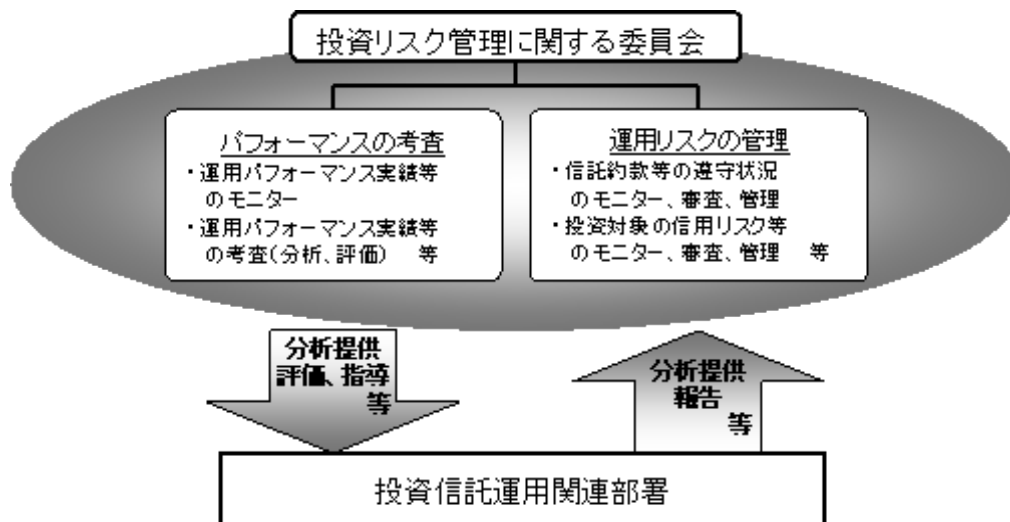 投資リスク管理に関する委員会
パフォーマンスの考査
・運用パフォーマンス実績等
のモニター
・運用パフォーマンス実績等
の考査(分析、評価) 等
運用リスクの管理
・信託約款等の遵守状況
のモニター、審査、管理
・投資対象の信用リスク等
のモニター、審査、管理 等
分析提供
評価、指導
等
分析提供
報告
等
投資信託運用関連部署